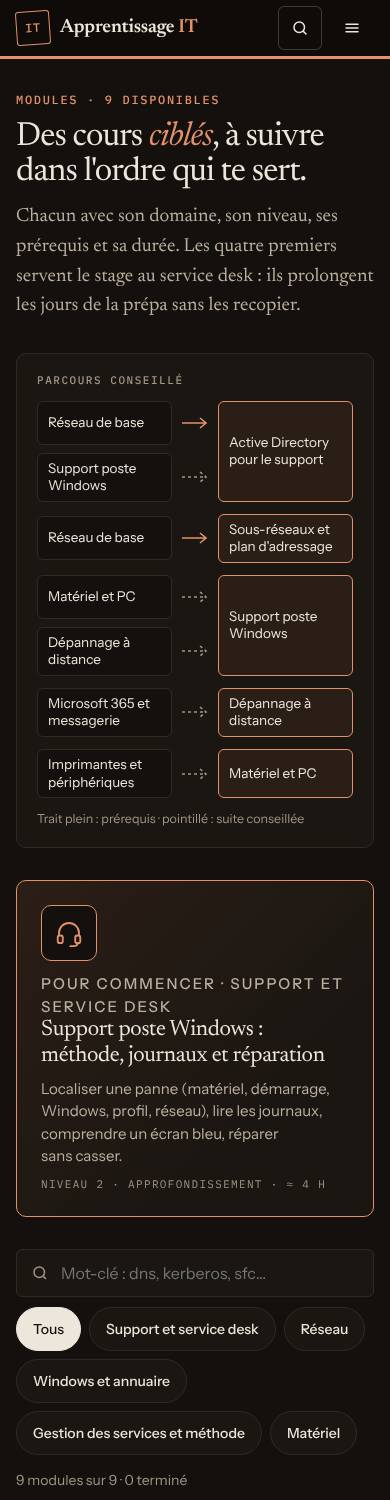 IT Apprentissage IT
MODULES · 9 DISPONIBLES
Des cours ciblés, à suivre
dans l'ordre qui te sert.
Chacun avec son domaine, son niveau, ses
prérequis et sa durée. Les quatre premiers
servent le stage au service desk : ils prolongent
les jours de la prépa sans les recopier.
PARCOURS CONSEILLÉ
Réseau de base
Support poste
Windows
Active Directory
pour le support
Réseau de base
Sous-réseaux et
plan d'adressage
Matériel et PC
Dépannage à
distance
Support poste
Windows
Microsoft 365 et
messagerie
Dépannage à
distance
Imprimantes et
périphériques
Matériel et PC
Trait plein : prérequis · pointillé : suite conseillée
POUR COMMENCER · SUPPORT ET
SERVICE DESK
Support poste Windows :
méthode, journaux et réparation
Localiser une panne (matériel, démarrage,
Windows, profil, réseau), lire les journaux,
comprendre un écran bleu, réparer
sans casser.
NIVEAU 2 · APPROFONDISSEMENT · ≈ 4 H
Mot-clé : dns, kerberos, sfc…
Tous
Support et service desk
Réseau
Windows et annuaire
Gestion des services et méthode
Matériel
9 modules sur 9 · 0 terminé